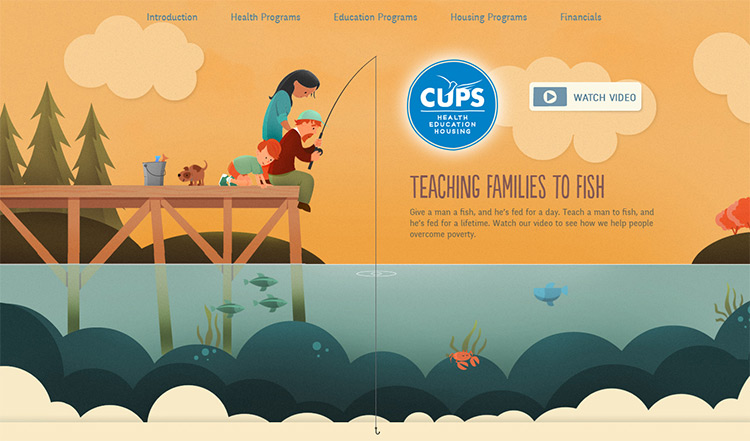 Introduction Health Programs Education Programs Housing Programs Financials
CUPS
HEALTH
EDUCATION
HOUSING
WATCH VIDEO
TEACHING FAMILIES TO FISH
Give a man a fish, and he's fed for a day. Teach a man to fish, and
he's fed for a lifetime. Watch our video to see how we help people
overcome poverty.